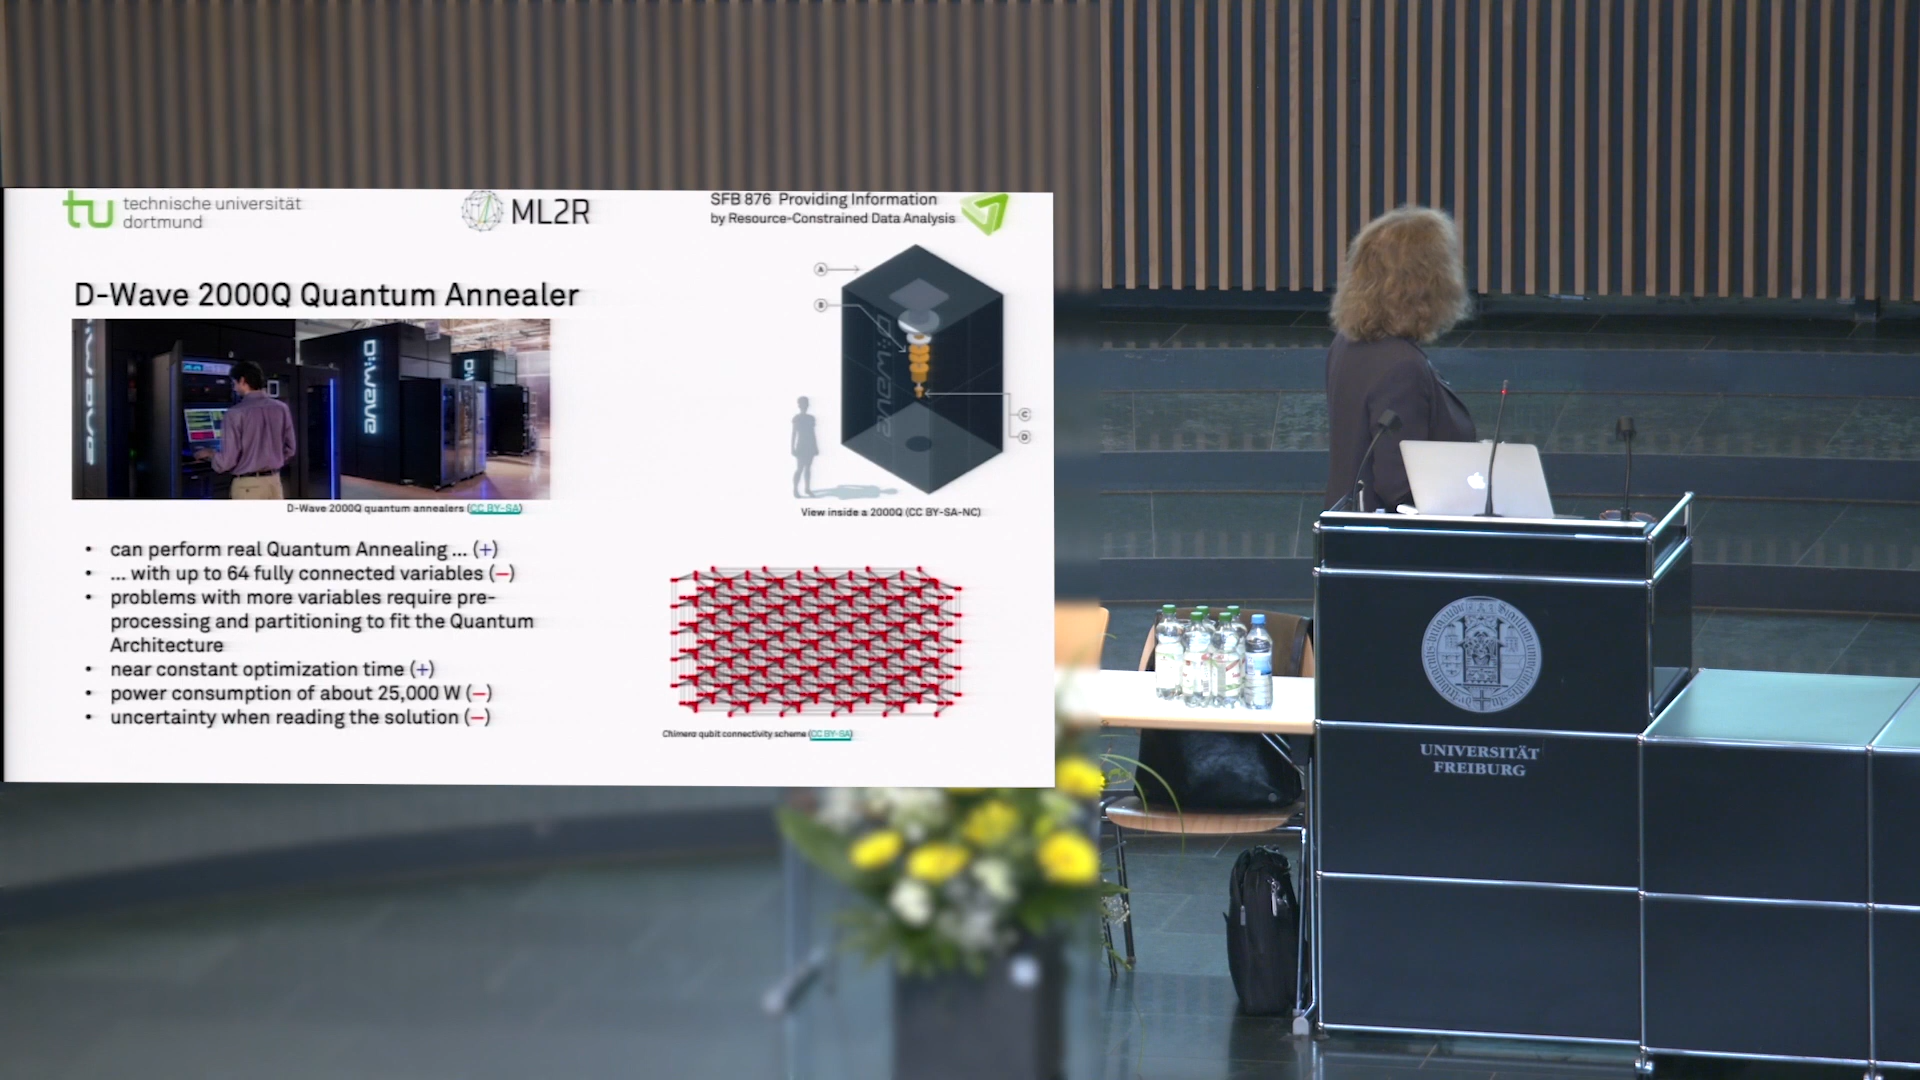 technische universität
dortmund
ML2R
SFB 876 Providing Information
by Resource-Constrained Data Analysis
D-Wave 2000Q Quantum Annealer
D:WAVE
D-Wave 2000Q quantum annealers (CC BY-SA)
A
B
C
D
View inside a 2000Q (CC BY-SA-NC)
• can perform real Quantum Annealing ... (+)
• ... with up to 64 fully connected variables (–)
• problems with more variables require pre-
processing and partitioning to fit the Quantum
Architecture
• near constant optimization time (+)
• power consumption of about 25,000 W (–)
• uncertainty when reading the solution (–)
Chimera qubit connectivity scheme (CC BY-SA)
UNIVERSITÄT
FREIBURG